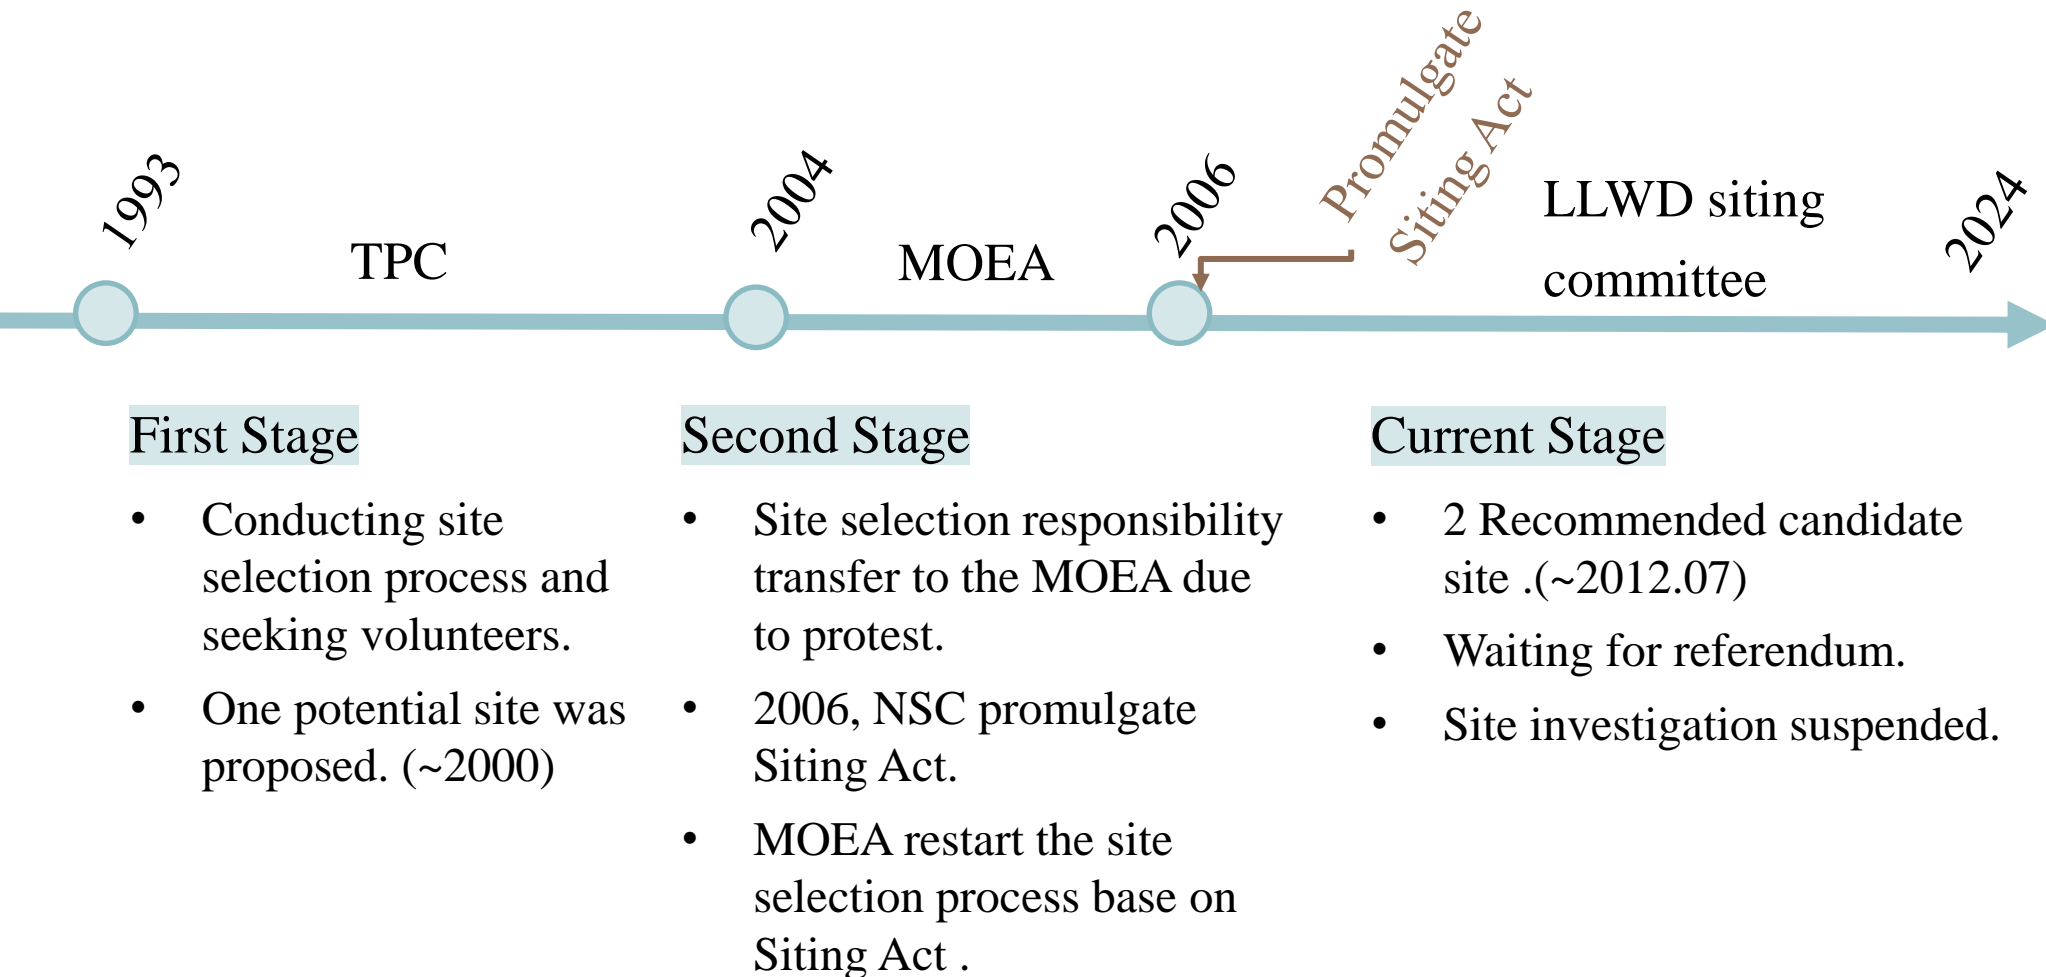 1993
2004
2006
Promulgate
Siting Act
2024
TPC
MOEA
LLWD siting
committee
First Stage
• Conducting site
selection process and
seeking volunteers.
• One potential site was
proposed. (~2000)
Second Stage
• Site selection responsibility
transfer to the MOEA due
to protest.
• 2006, NSC promulgate
Siting Act.
• MOEA restart the site
selection process base on
Siting Act .
Current Stage
• 2 Recommended candidate
site .(~2012.07)
• Waiting for referendum.
• Site investigation suspended.